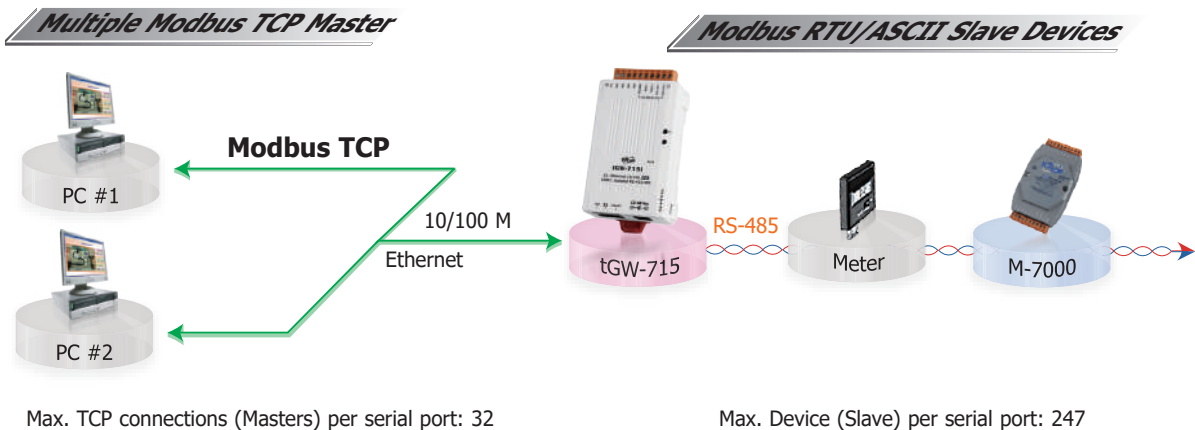 Multiple Modbus TCP Master
Modbus RTU/ASCII Slave Devices
Modbus TCP
PC #1
10/100 M
Ethernet
RS-485
tGW-715
Meter
M-7000
PC #2
Max. TCP connections (Masters) per serial port: 32
Max. Device (Slave) per serial port: 247